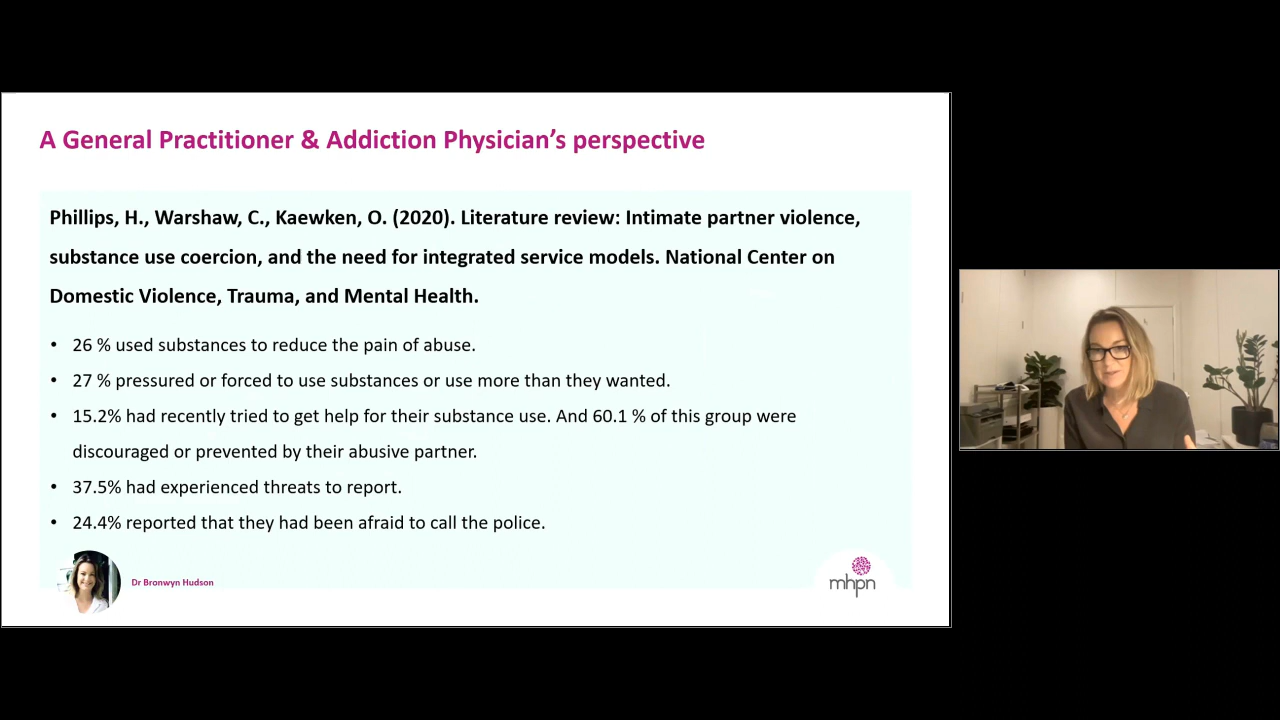 A General Practitioner & Addiction Physician’s perspective
Phillips, H., Warshaw, C., Kaewken, O. (2020). Literature review: Intimate partner violence,
substance use coercion, and the need for integrated service models. National Center on
Domestic Violence, Trauma, and Mental Health.
• 26 % used substances to reduce the pain of abuse.
• 27 % pressured or forced to use substances or use more than they wanted.
• 15.2% had recently tried to get help for their substance use. And 60.1 % of this group were
discouraged or prevented by their abusive partner.
• 37.5% had experienced threats to report.
• 24.4% reported that they had been afraid to call the police.
Dr Bronwyn Hudson
mhpn